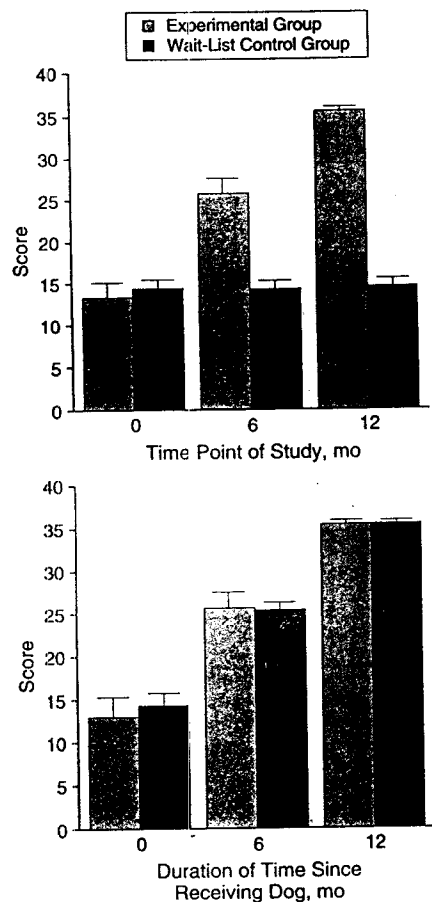 Experimental Group
Wait-List Control Group
40
35
30
25
20
15
10
5
0
Score
0 6 12
Time Point of Study, mo
40
35
30
25
20
15
10
5
0
Score
0 6 12
Duration of Time Since
Receiving Dog, mo